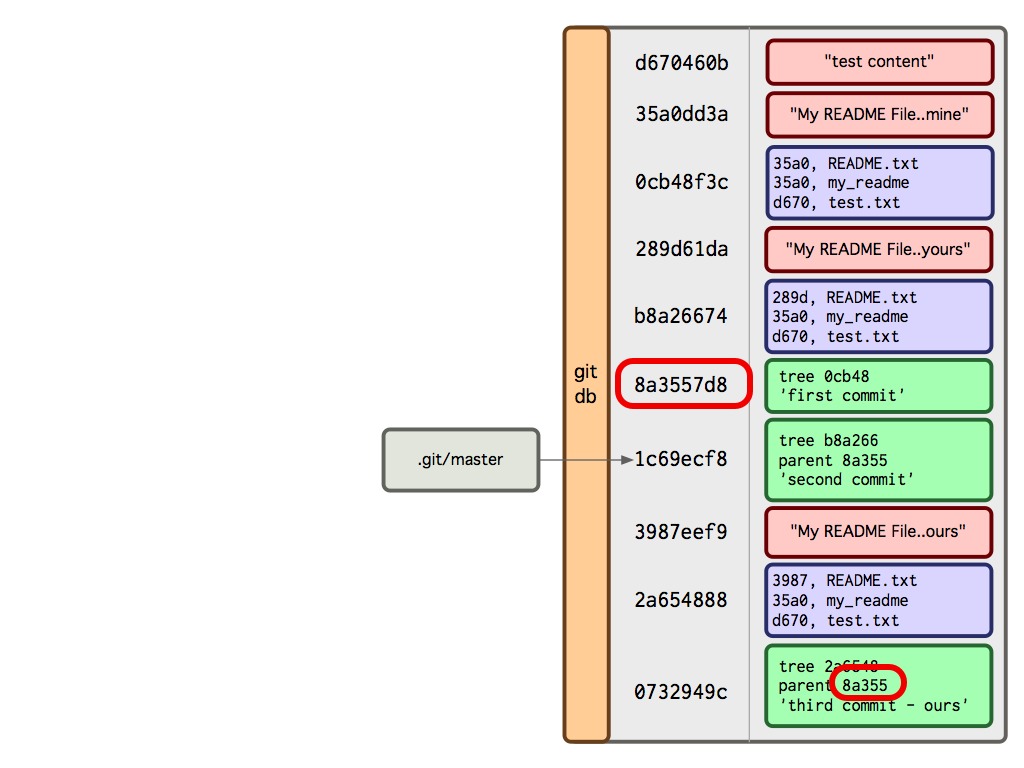 d670460b
"test content"
35a0dd3a
"My README File..mine"
0cb48f3c
35a0, README.txt
35a0, my_readme
d670, test.txt
289d61da
"My README File..yours"
b8a26674
289d, README.txt
35a0, my_readme
d670, test.txt
git
db
8a3557d8
tree 0cb48
'first commit'
.git/master
1c69ecf8
tree b8a266
parent 8a355
'second commit'
3987eef9
"My README File..ours"
2a654888
3987, README.txt
35a0, my_readme
d670, test.txt
0732949c
tree 2a6548
parent 8a355
'third commit - ours'